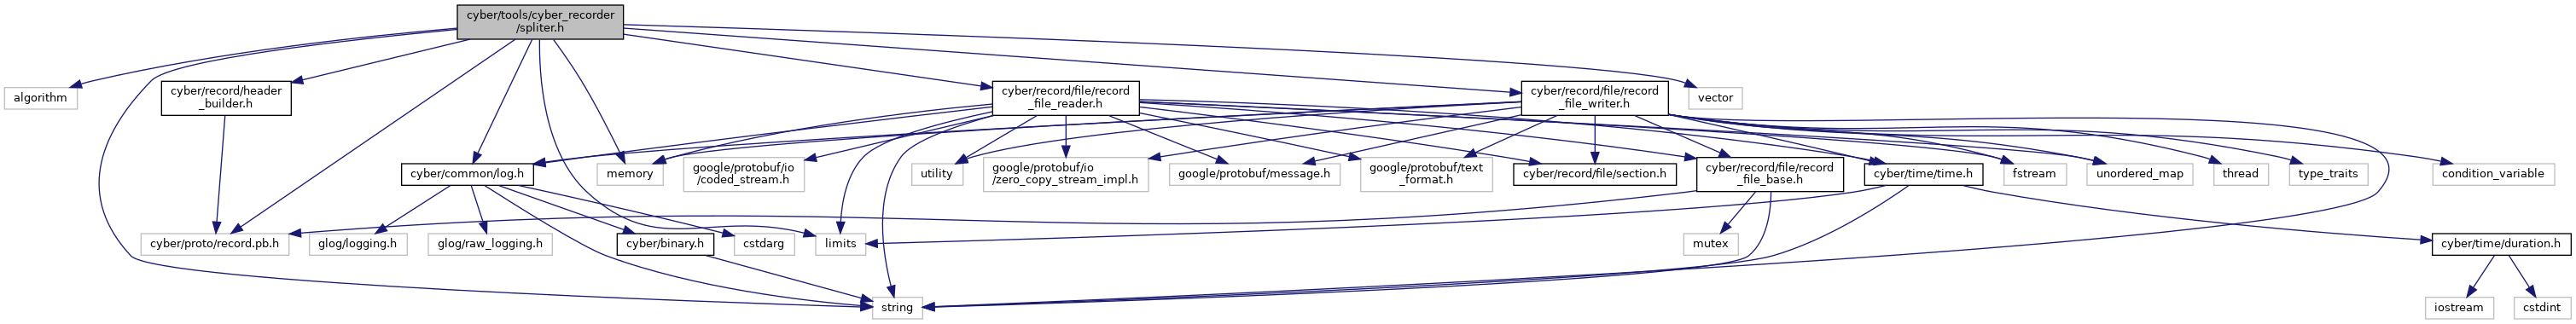 cyber/tools/cyber_recorder
/spliter.h
algorithm
cyber/record/header
_builder.h
cyber/record/file/record
_file_reader.h
cyber/record/file/record
_file_writer.h
vector
cyber/common/log.h
memory
google/protobuf/io
/coded_stream.h
utility
google/protobuf/io
/zero_copy_stream_impl.h
google/protobuf/message.h
google/protobuf/text
_format.h
cyber/record/file/section.h
cyber/record/file/record
_file_base.h
cyber/time/time.h
fstream
unordered_map
thread
type_traits
condition_variable
cyber/proto/record.pb.h
glog/logging.h
glog/raw_logging.h
cyber/binary.h
cstdarg
limits
mutex
cyber/time/duration.h
string
iostream
cstdint